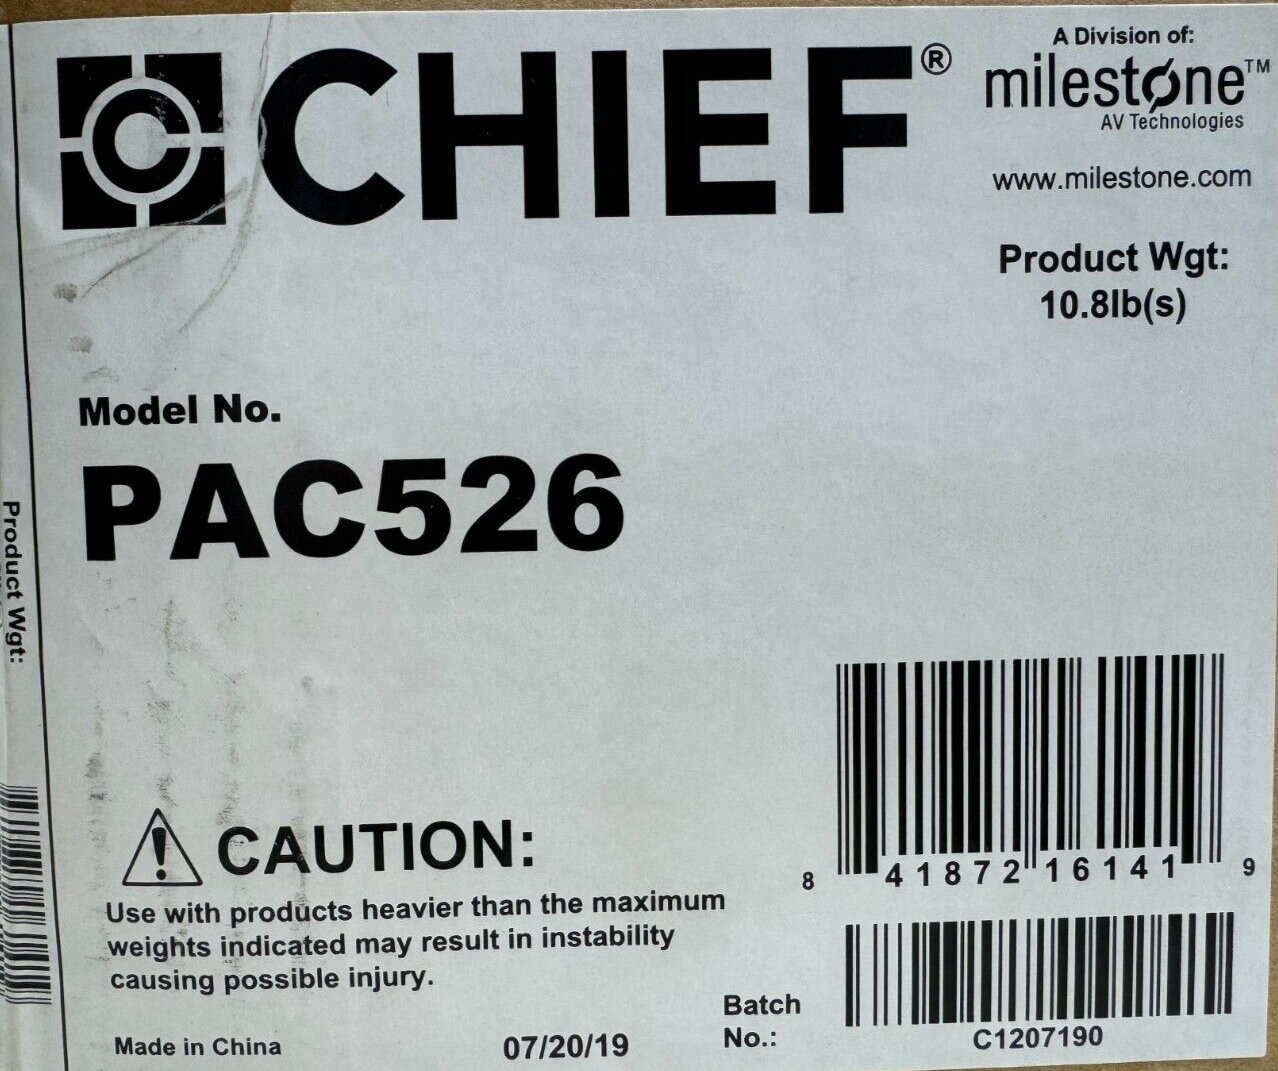 CHIEF®
A Division of:
milestone™
AV Technologies
www.milestone.com
Product Wgt:
10.8lb(s)
Model No.
PAC526
Product Wgt:
CAUTION:
Use with products heavier than the maximum
weights indicated may result in instability
causing possible injury.
8 41872 16141 9
Made in China
07/20/19
Batch
No.:
C1207190